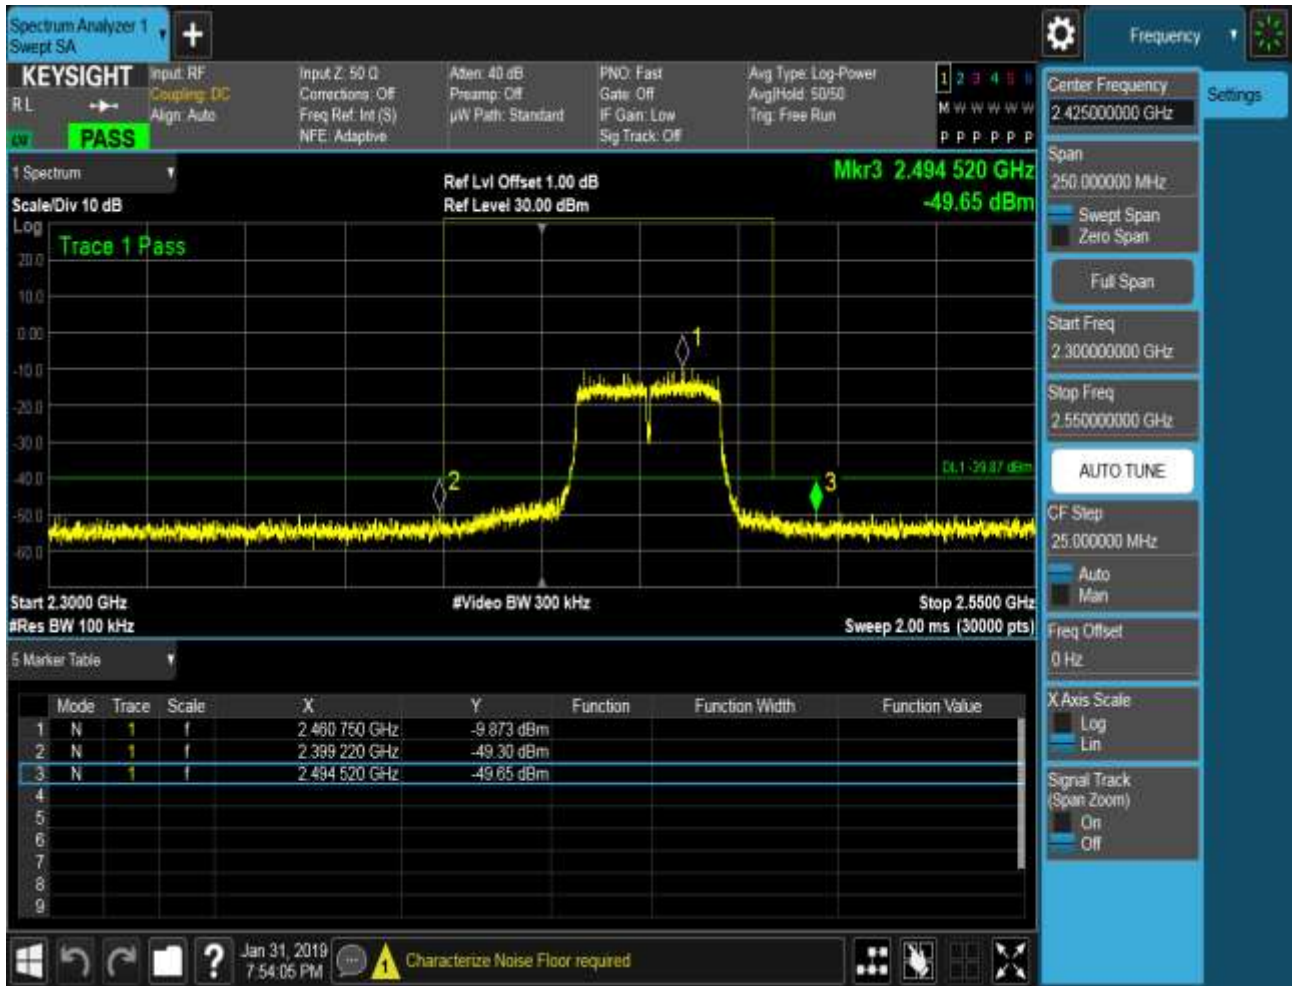 Spectrum Analyzer 1
Swept SA
Frequency
KEYSIGHT
RL
PASS
Input: RF
Coupling: DC
Align: Auto
Input Z: 50 Ω
Corrections: Off
Freq Ref: Int (S)
NFE: Adaptive
Atten: 40 dB
Preamp: Off
µW Path: Standard
PNO: Fast
Gate: Off
IF Gain: Low
Sig Track: Off
Avg Type: Log-Power
Avg|Hold: 50/50
Trig: Free Run
1 2 3 4 5 6
M W W W W W
P P P P P P
Center Frequency
2.425000000 GHz
Settings
Span
250.000000 MHz
Swept Span
Zero Span
Full Span
Start Freq
2.300000000 GHz
Stop Freq
2.550000000 GHz
AUTO TUNE
CF Step
25.000000 MHz
Auto
Man
Freq Offset
0 Hz
X Axis Scale
Log
Lin
Signal Track
(Span Zoom)
On
Off
1 Spectrum
Scale/Div 10 dB
Ref Lvl Offset 1.00 dB
Ref Level 30.00 dBm
Mkr3 2.494 520 GHz
-49.65 dBm
Log
Trace 1 Pass
20.0
10.0
0.00
-10.0
-20.0
-30.0
-40.0
-50.0
-60.0
1
2
3
DL1 -39.87 dBm
Start 2.3000 GHz
#Video BW 300 kHz
Stop 2.5500 GHz
#Res BW 100 kHz
Sweep 2.00 ms (30000 pts)
5 Marker Table
Mode Trace Scale X Y Function Function Width Function Value
1 N 1 f 2.460 750 GHz -9.873 dBm
2 N 1 f 2.399 220 GHz -49.30 dBm
3 N 1 f 2.494 520 GHz -49.65 dBm
4
5
6
7
8
9
?
Jan 31, 2019
7:54:05 PM
1
Characterize Noise Floor required